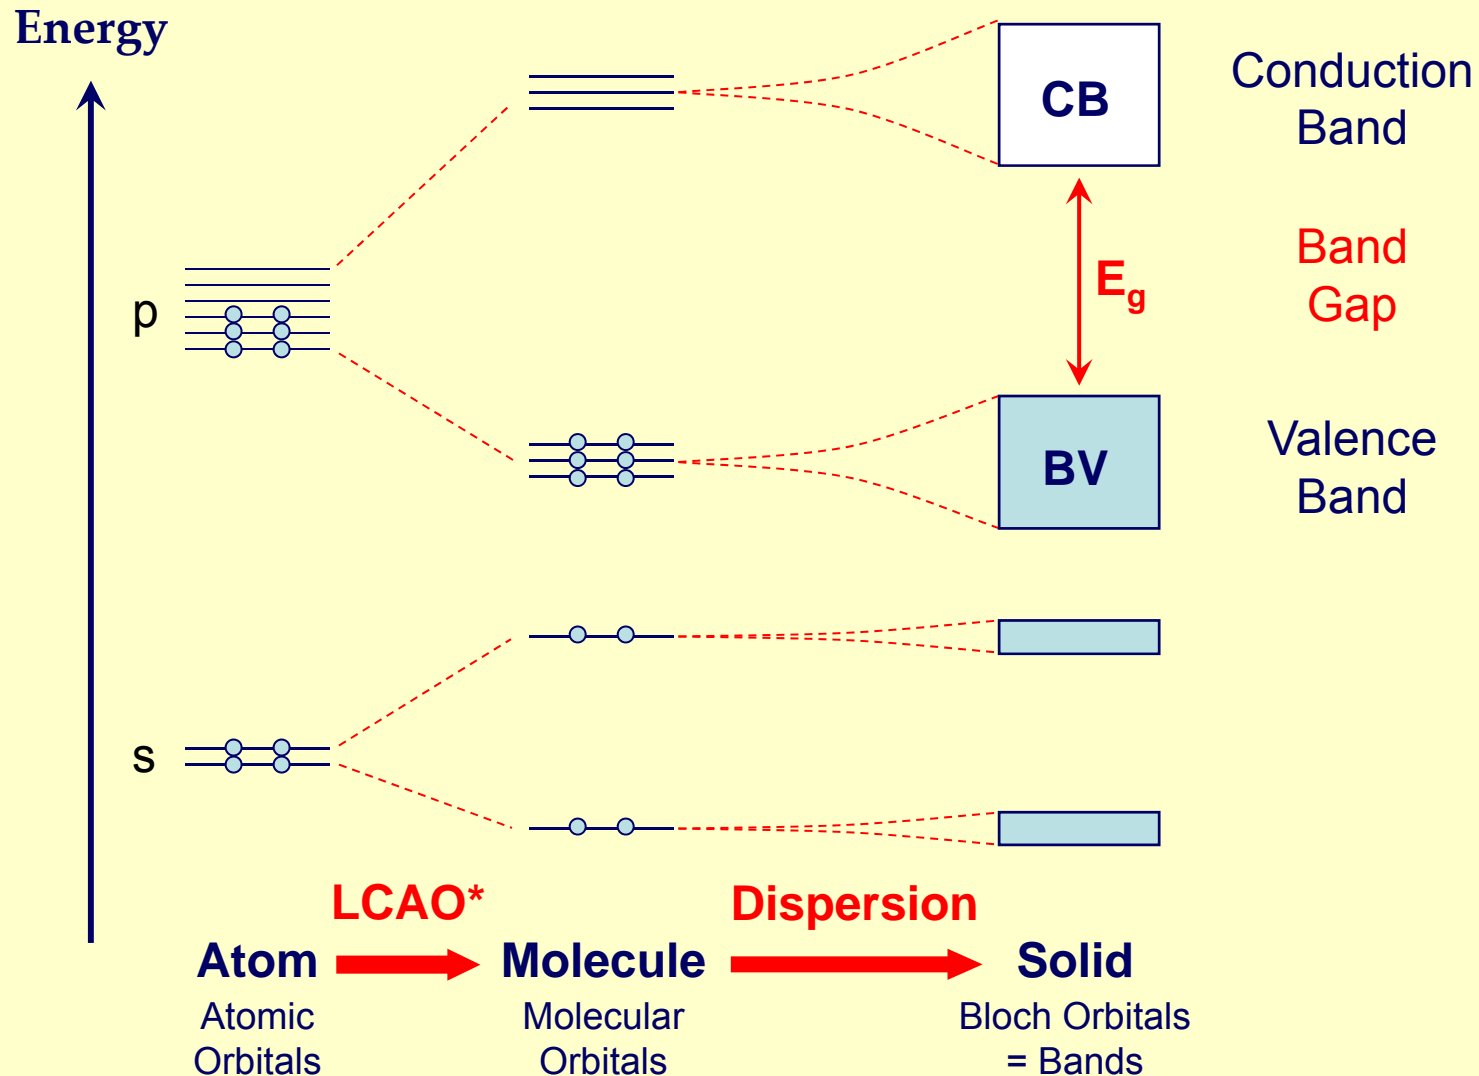 Energy
CB
Conduction
Band
p
E_g
Band
Gap
BV
Valence
Band
s
LCAO*
Dispersion
Atom
Molecule
Solid
Atomic
Orbitals
Molecular
Orbitals
Bloch Orbitals
= Bands